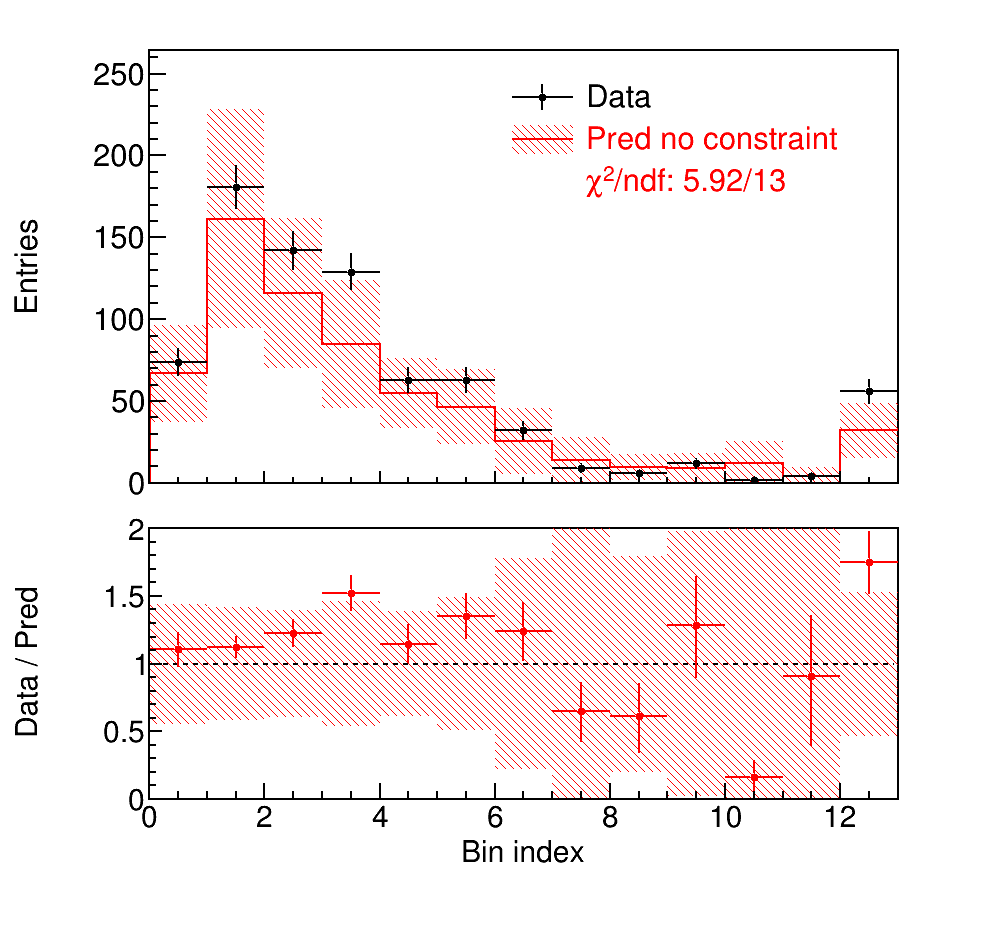 250
200
150
100
50
0
Entries
Data
Pred no constraint
χ²/ndf: 5.92/13
2
1.5
1
0.5
0
Data / Pred
0 2 4 6 8 10 12
Bin index